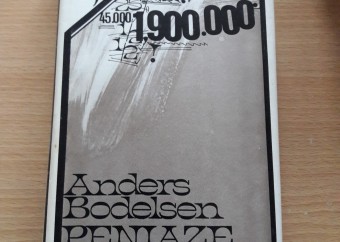 45.000
1.900.000.-
Anders
Bodelsen
PENIAZE